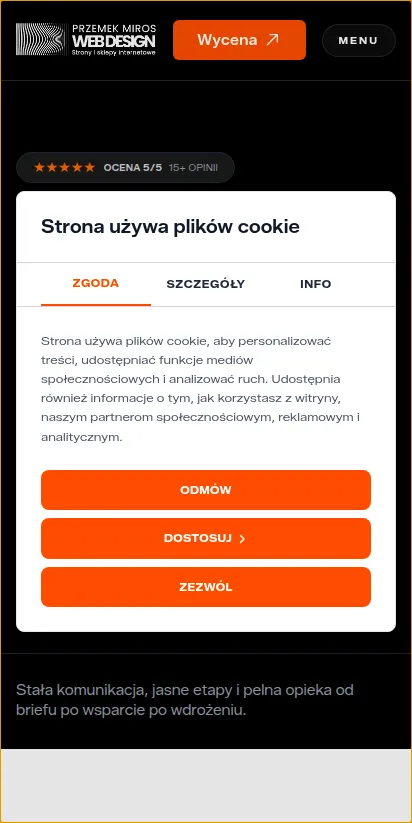 PRZEMEK MIROS
WEB DESIGN
Strony i sklepy internetowe
Wycena
MENU
OCENA 5/5 15+ OPINII
Strona używa plików cookie
ZGODA SZCZEGÓŁY INFO
Strona używa plików cookie, aby personalizować
treści, udostępniać funkcje mediów
społecznościowych i analizować ruch. Udostępnia
również informacje o tym, jak korzystasz z witryny,
naszym partnerom społecznościowym, reklamowym i
analitycznym.
ODMÓW
DOSTOSUJ
ZEZWÓL
Stała komunikacja, jasne etapy i pelna opieka od
briefu po wsparcie po wdrożeniu.